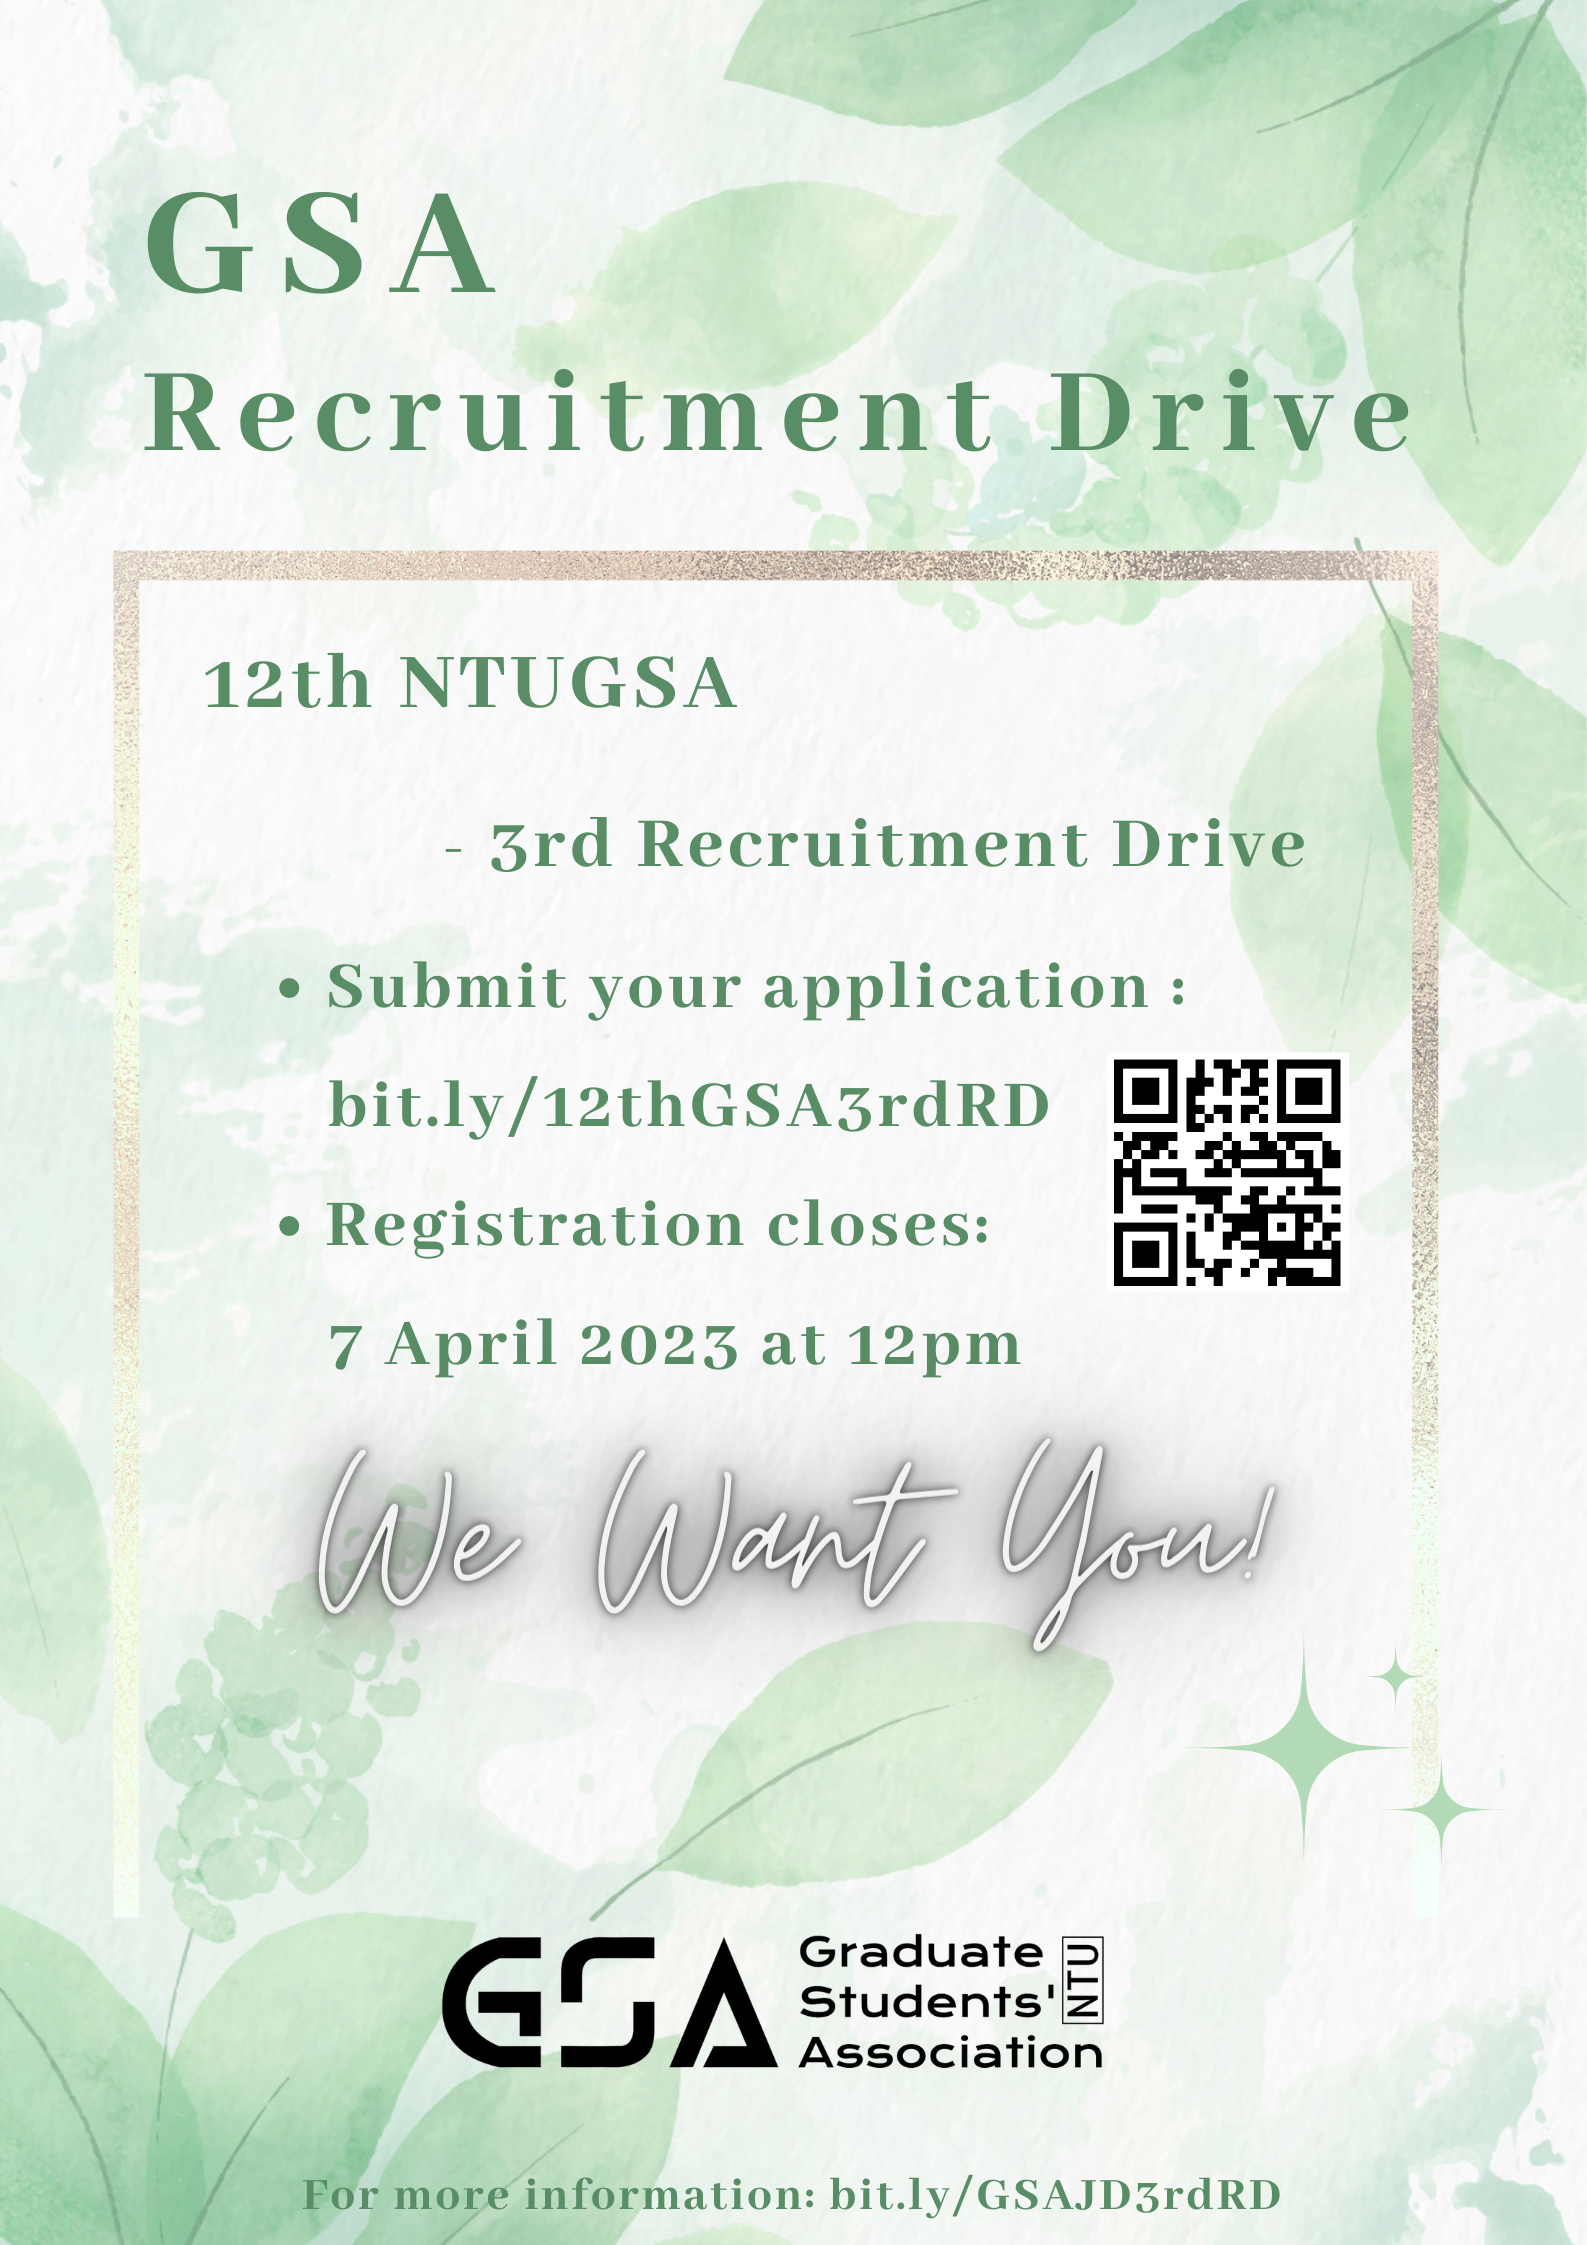 GSA
Recruitment Drive
12th NTUGSA
- 3rd Recruitment Drive
• Submit your application :
bit.ly/12thGSA3rdRD
• Registration closes:
7 April 2023 at 12pm
We Want You!
GSA
Graduate
Students'
Association
NTU
For more information: bit.ly/GSAJD3rdRD